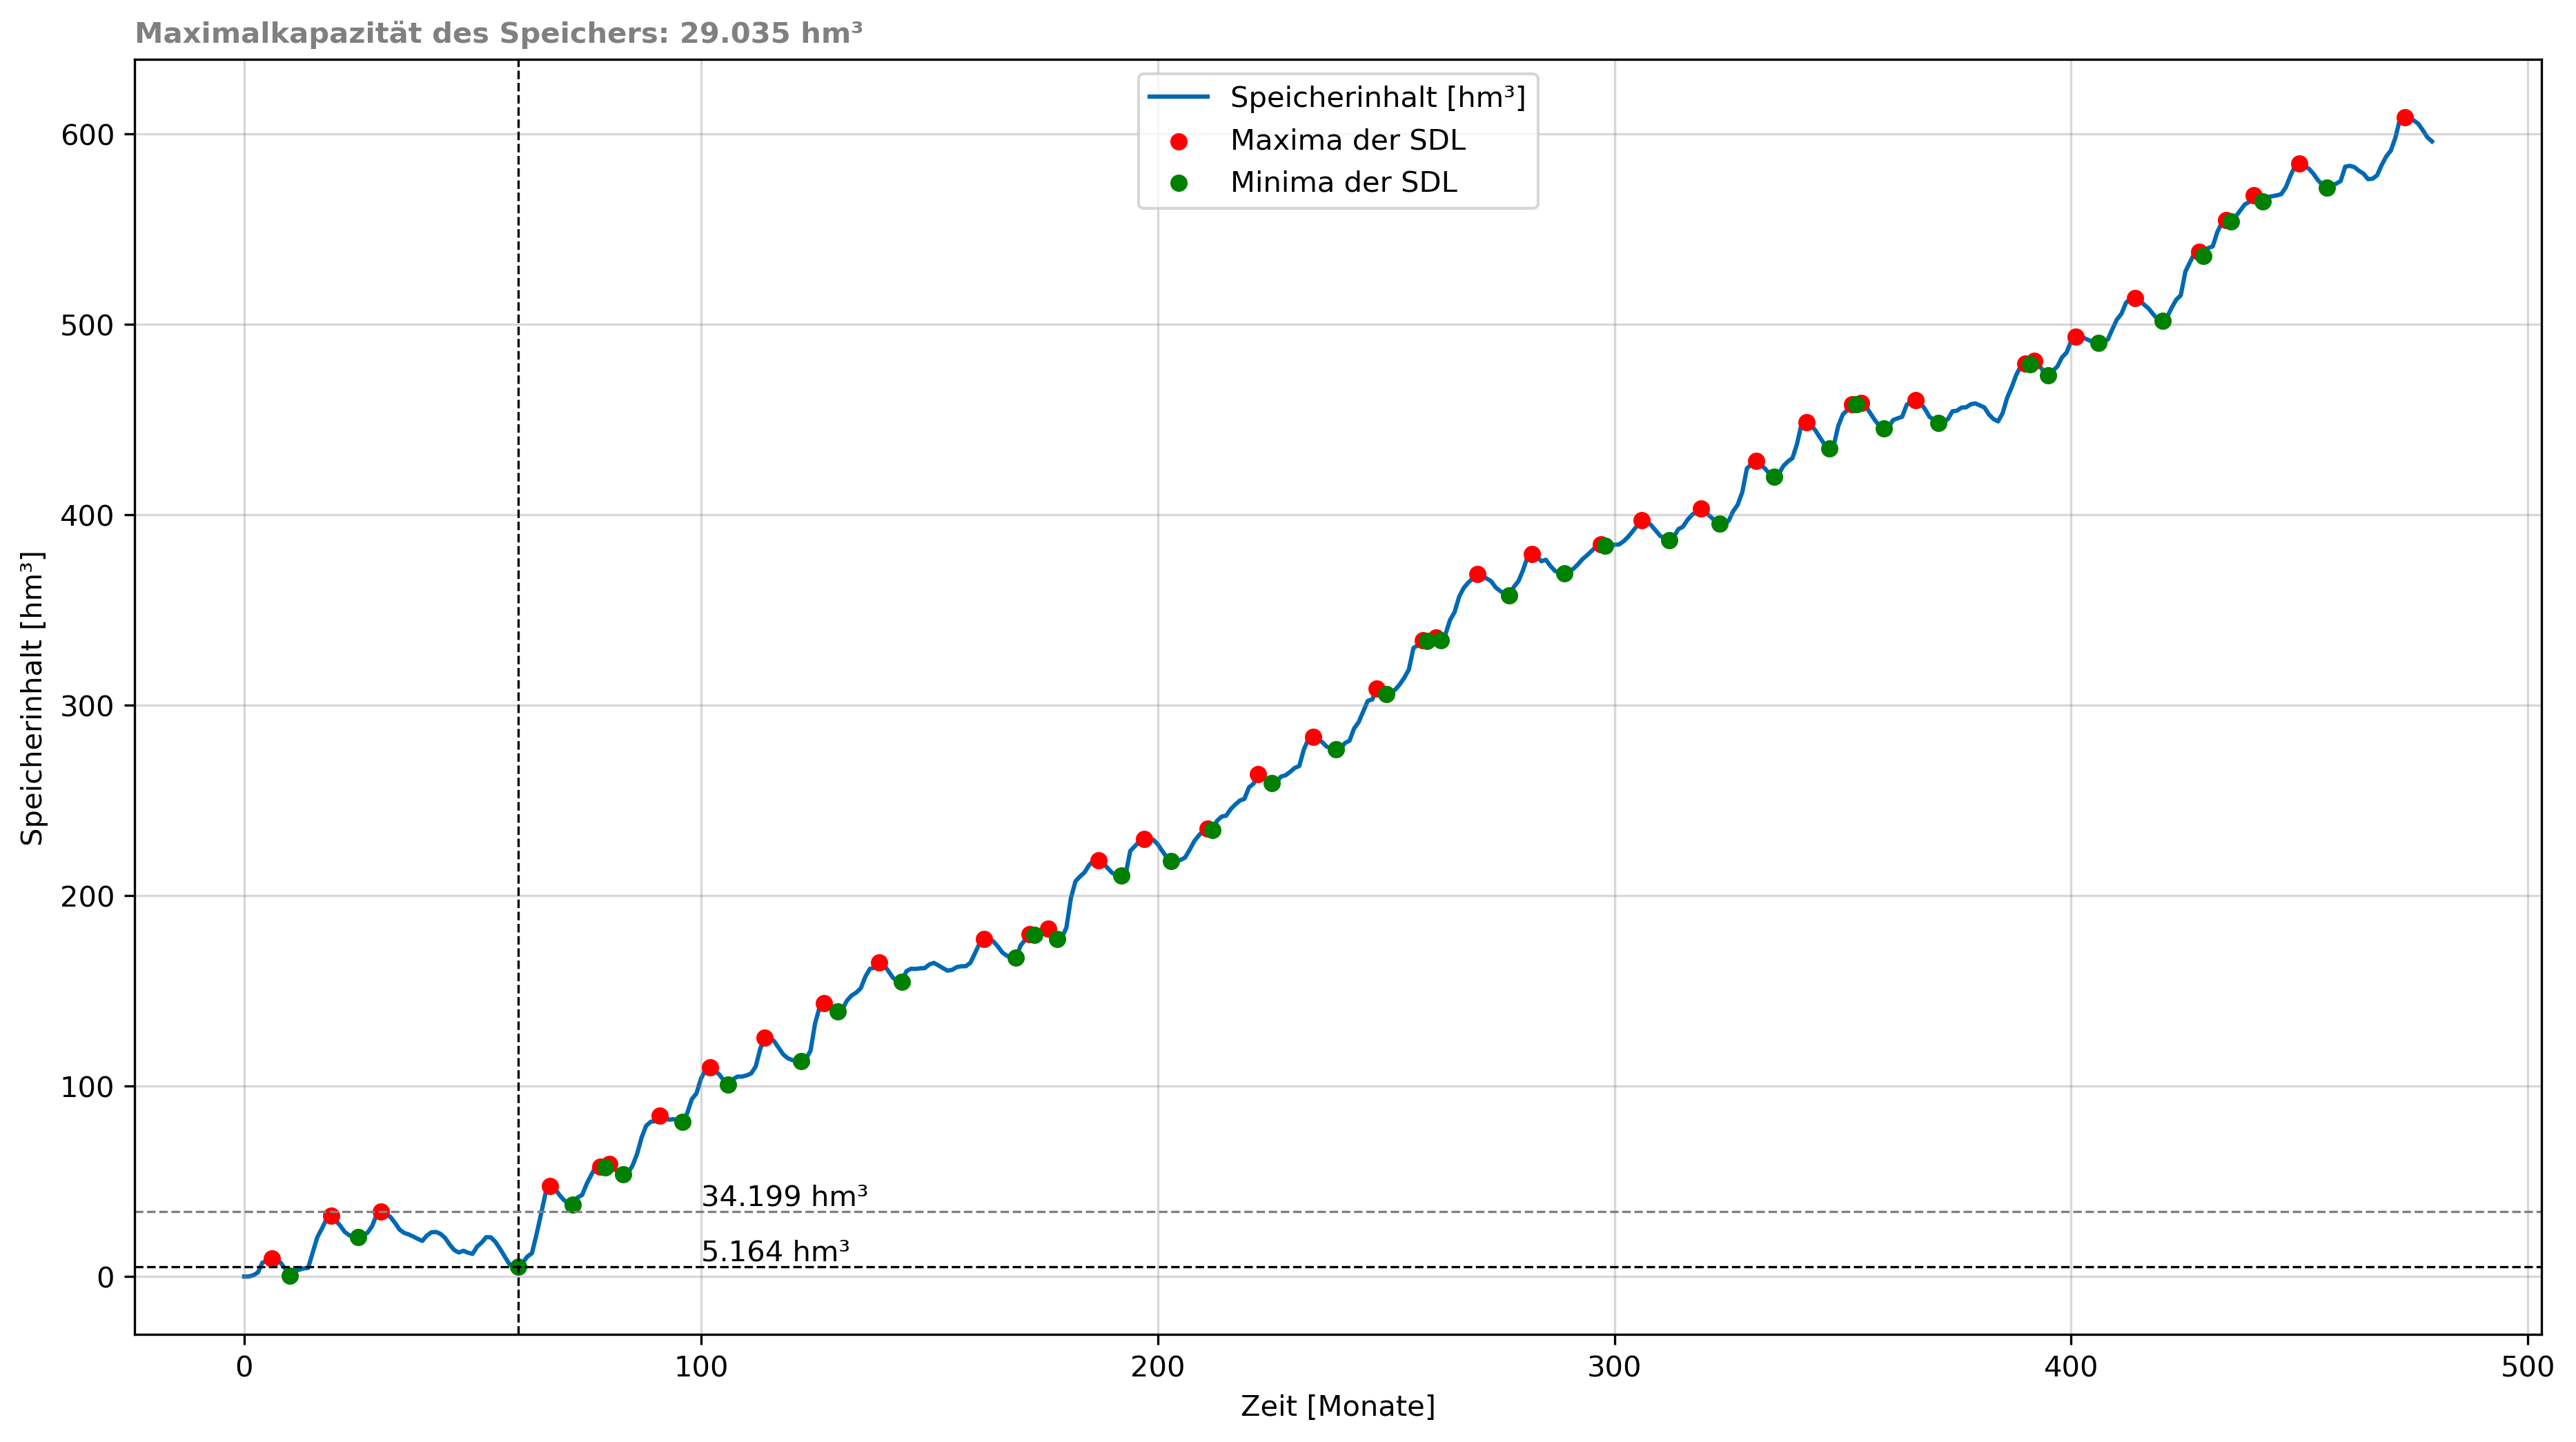 Maximalkapazität des Speichers: 29.035 hm³
Speicherinhalt [hm³]
Maxima der SDL
Minima der SDL
600
500
400
300
200
100
0
Speicherinhalt [hm³]
34.199 hm³
5.164 hm³
0
100
200
300
400
500
Zeit [Monate]